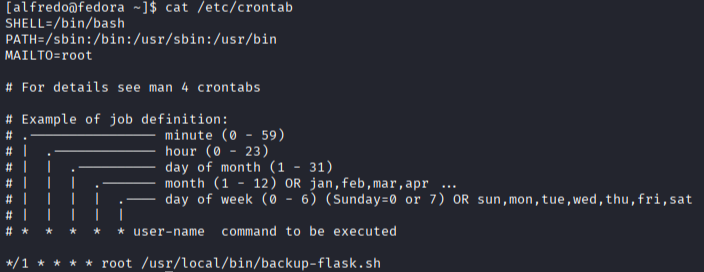 [alfredo@fedora ~]$ cat /etc/crontab
SHELL=/bin/bash
PATH=/sbin:/bin:/usr/sbin:/usr/bin
MAILTO=root

# For details see man 4 crontabs

# Example of job definition:
# .———————————————— minute (0 - 59)
# |  .————————————— hour (0 - 23)
# |  |  .—————————— day of month (1 - 31)
# |  |  |  .——————— month (1 - 12) OR jan,feb,mar,apr ...
# |  |  |  |  .———— day of week (0 - 6) (Sunday=0 or 7) OR sun,mon,tue,wed,thu,fri,sat
# |  |  |  |  |
# *  *  *  *  * user-name  command to be executed

*/1 * * * * root /usr/local/bin/backup-flask.sh